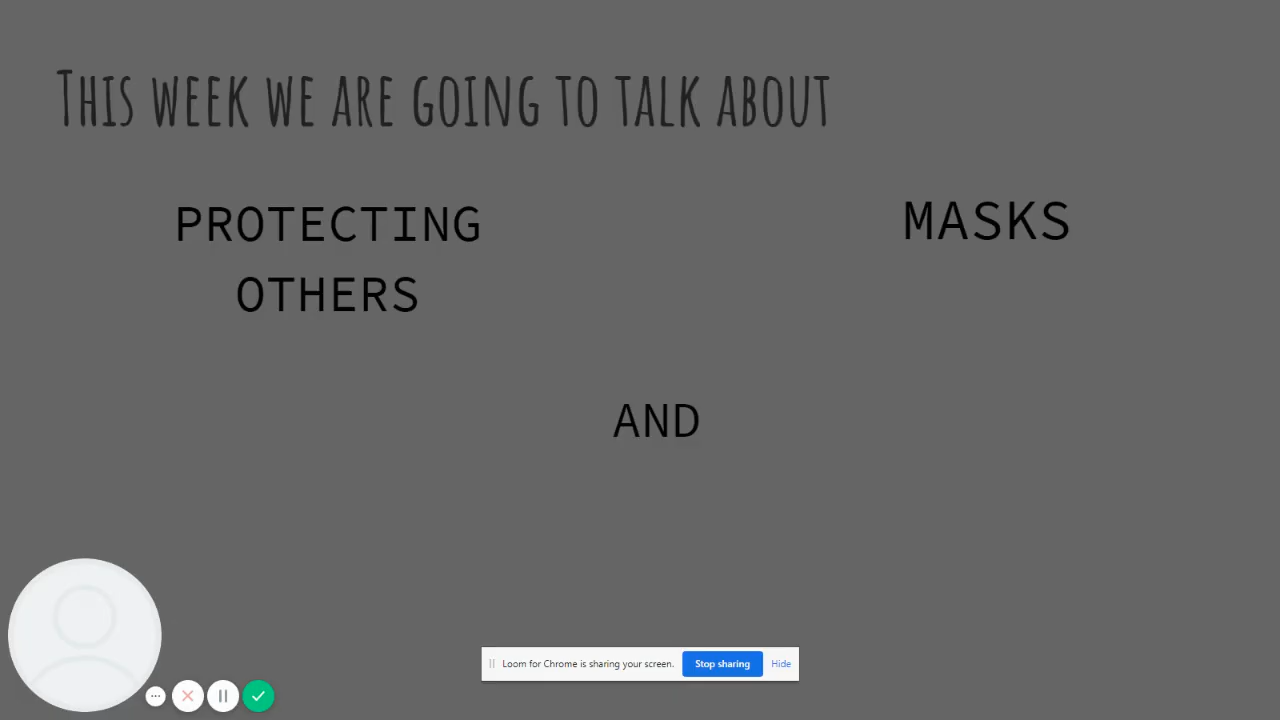 This week we are going to talk about
PROTECTING
OTHERS
MASKS
AND
Loom for Chrome is sharing your screen.
Stop sharing
Hide